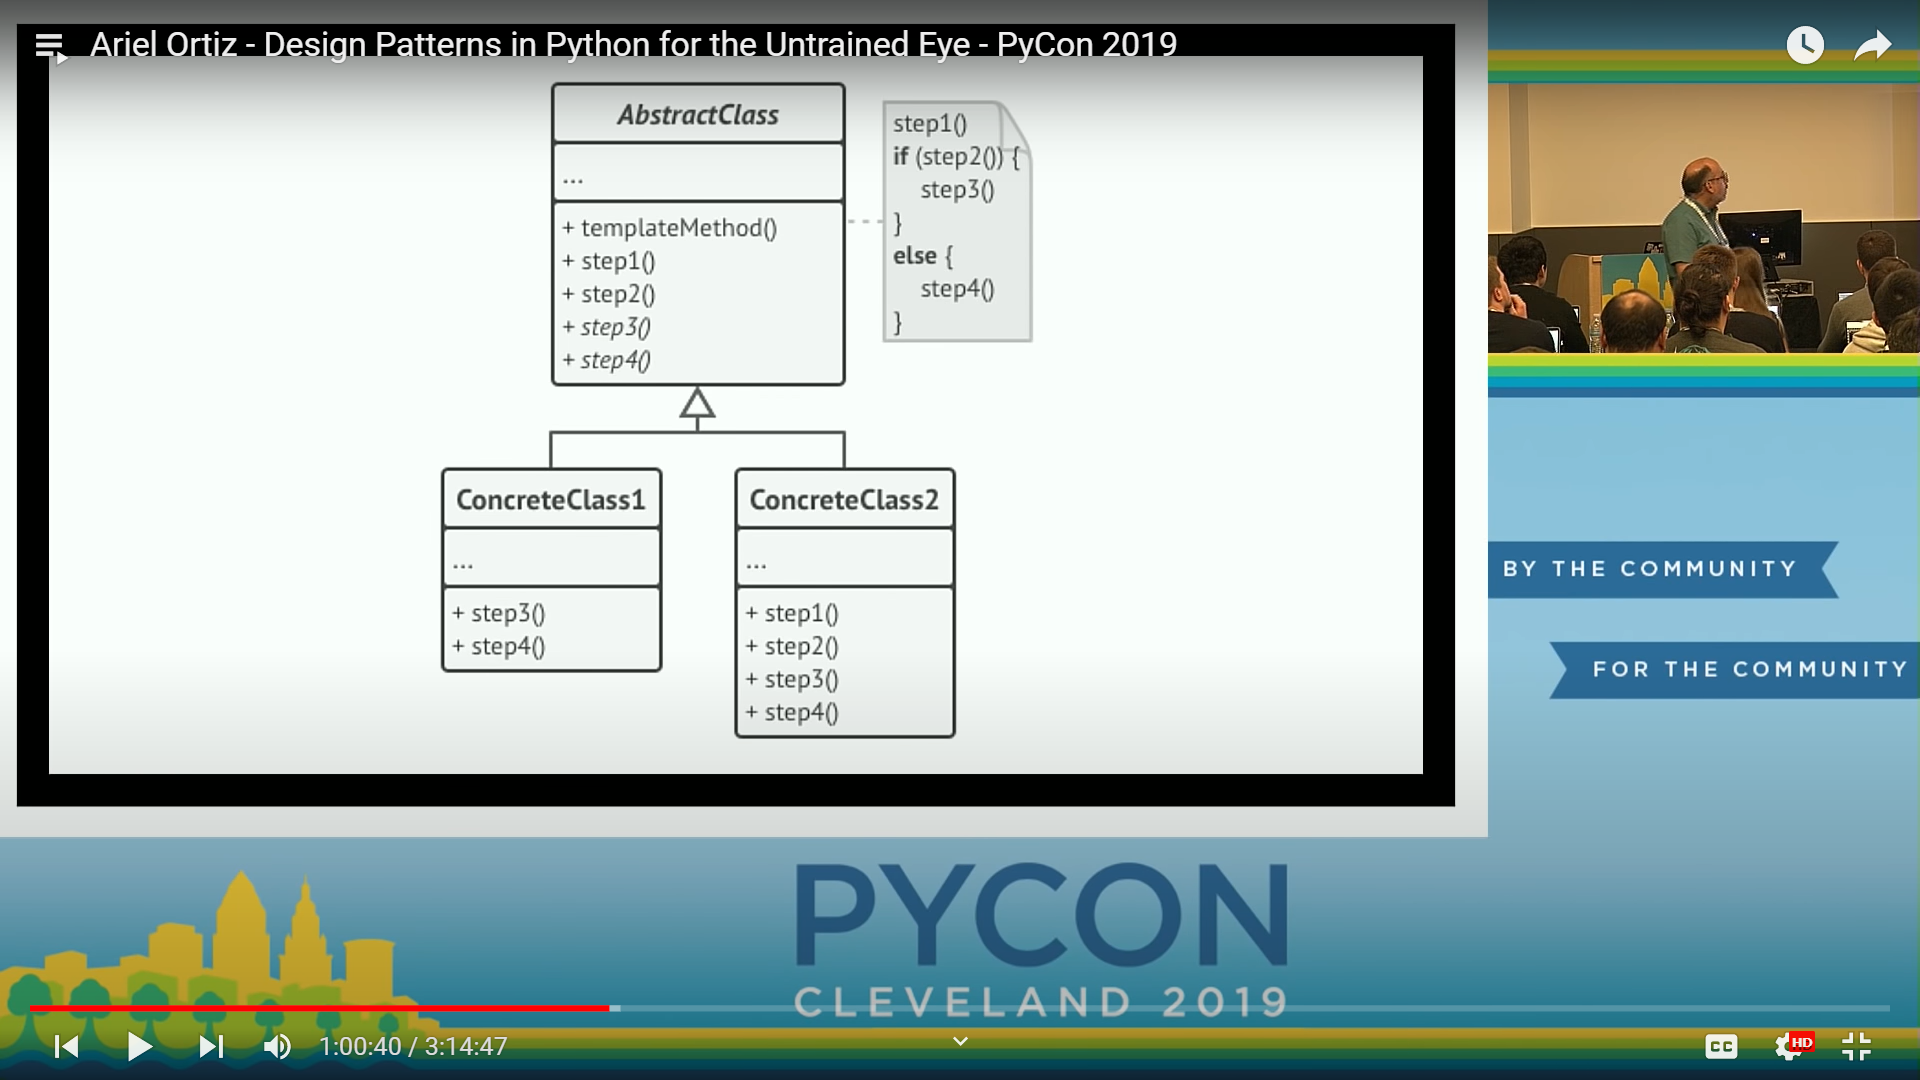 Ariel Ortiz - Design Patterns in Python for the Untrained Eye - PyCon 2019
AbstractClass
...
+ templateMethod()
+ step1()
+ step2()
+ step3()
+ step4()
step1()
if (step2()) {
step3()
}
else {
step4()
}
ConcreteClass1
...
+ step3()
+ step4()
ConcreteClass2
...
+ step1()
+ step2()
+ step3()
+ step4()
BY THE COMMUNITY
FOR THE COMMUNITY
PYCON
CLEVELAND 2019
1:00:40 / 3:14:47
CC
HD